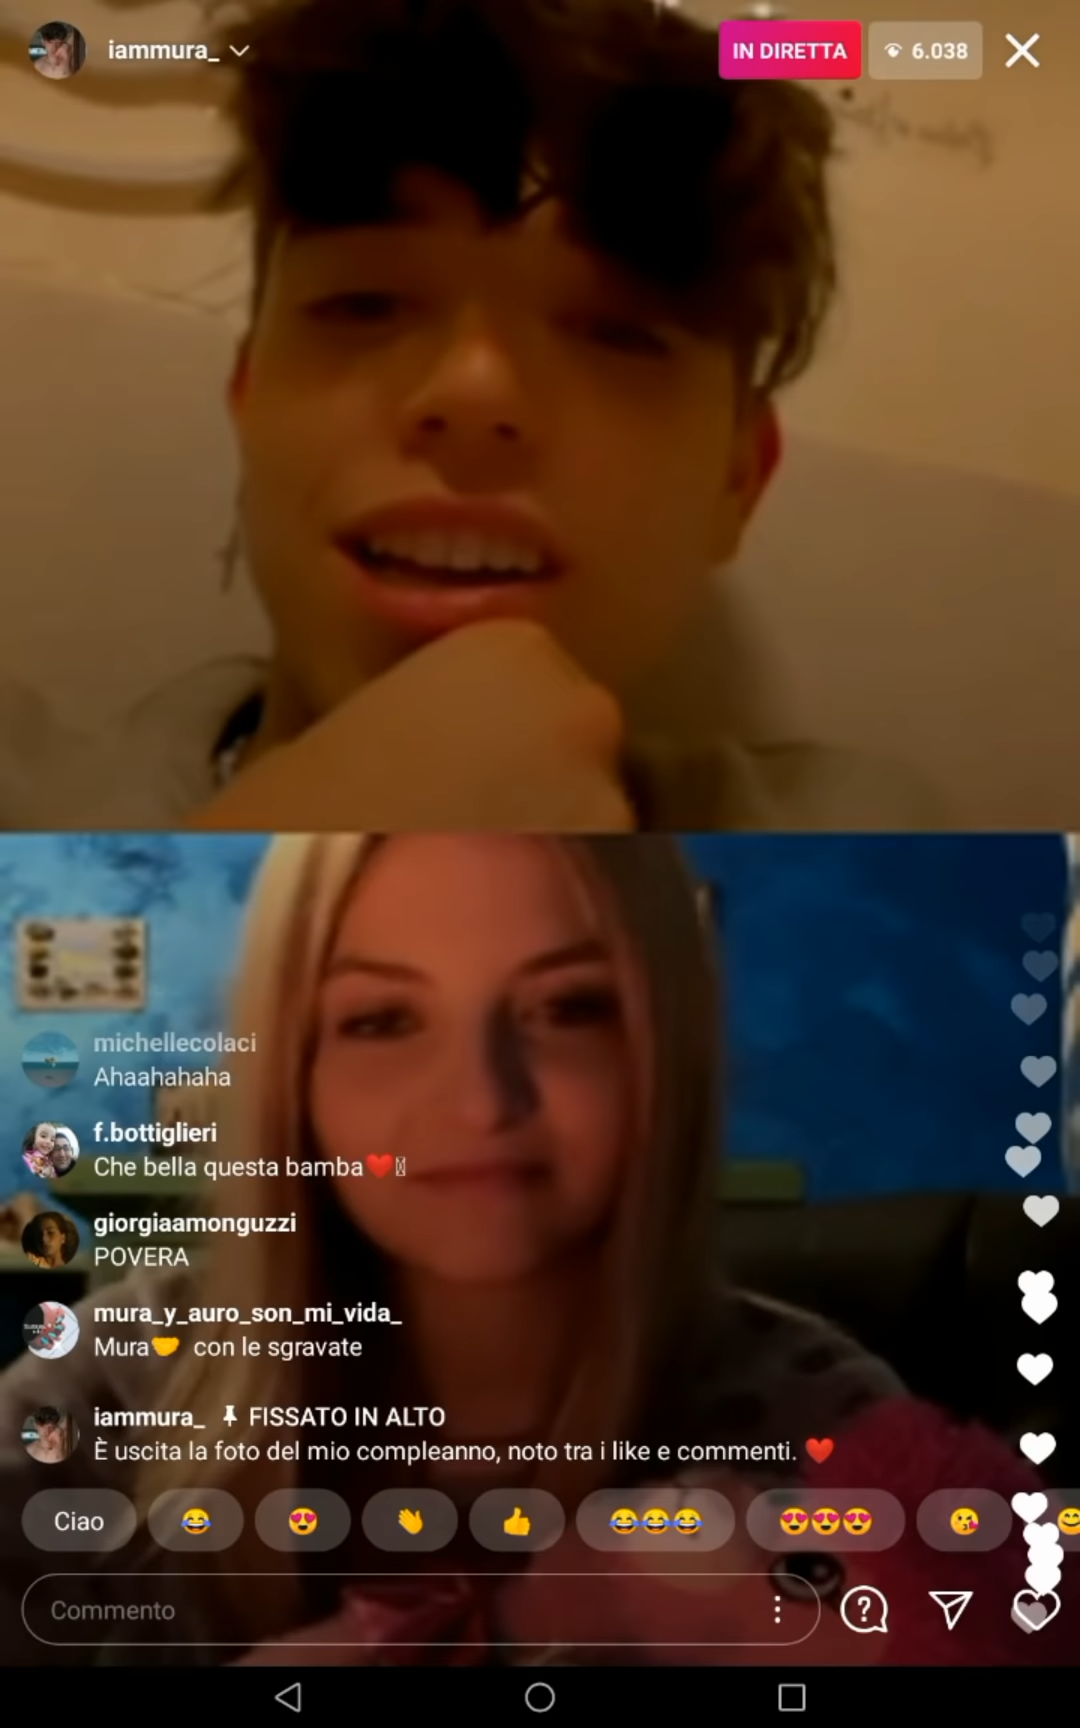 iammura_
IN DIRETTA
6.038
michellecolaci
Ahaahahaha
f.bottiglieri
Che bella questa bamba❤️
giorgiaamonguzzi
POVERA
mura_y_auro_son_mi_vida_
Mura🤝 con le sgravate
iammura_ 📌 FISSATO IN ALTO
È uscita la foto del mio compleanno, noto tra i like e commenti. ❤️
Ciao 😂 😍 👏 👍 😂😂😂 😍😍😍 😘 😊
Commento